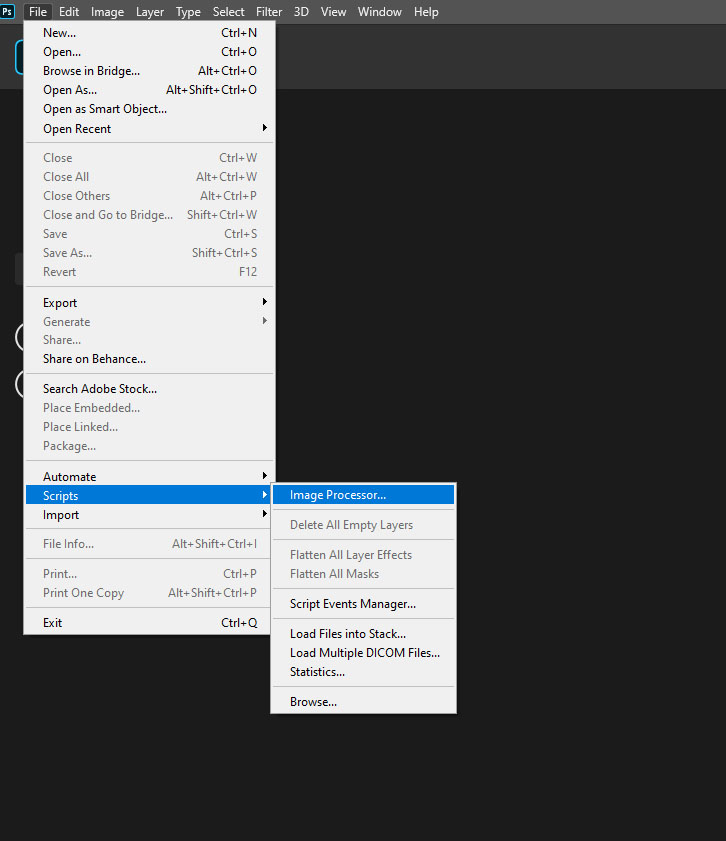 Ps File Edit Image Layer Type Select Filter 3D View Window Help
New... Ctrl+N
Open... Ctrl+O
Browse in Bridge... Alt+Ctrl+O
Open As... Alt+Shift+Ctrl+O
Open as Smart Object...
Open Recent
Close Ctrl+W
Close All Alt+Ctrl+W
Close Others Alt+Ctrl+P
Close and Go to Bridge... Shift+Ctrl+W
Save Ctrl+S
Save As... Shift+Ctrl+S
Revert F12
Export
Generate
Share...
Share on Behance...
Search Adobe Stock...
Place Embedded...
Place Linked...
Package...
Automate
Scripts
Import
File Info... Alt+Shift+Ctrl+I
Print... Ctrl+P
Print One Copy Alt+Shift+Ctrl+P
Exit Ctrl+Q
Image Processor...
Delete All Empty Layers
Flatten All Layer Effects
Flatten All Masks
Script Events Manager...
Load Files into Stack...
Load Multiple DICOM Files...
Statistics...
Browse...